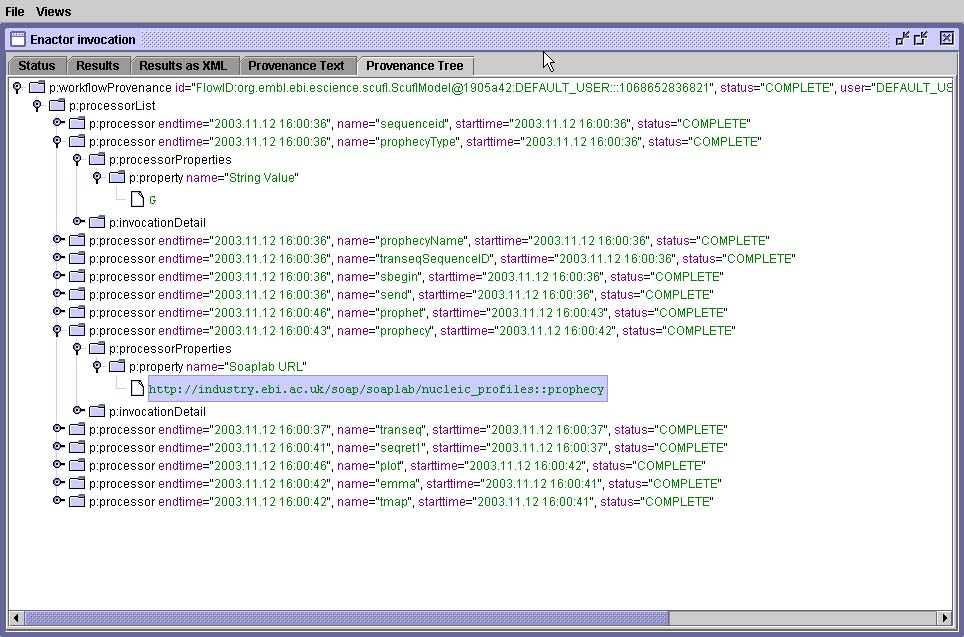 File Views
Enactor invocation
Status Results Results as XML Provenance Text Provenance Tree
p:workflowProvenance id="FlowID:org.embl.ebi.escience.scufl.ScuflModel@1905a42:DEFAULT_USER:::1068652836821", status="COMPLETE", user="DEFAULT_US
p:processorList
p:processor endtime="2003.11.12 16:00:36", name="sequenceid", starttime="2003.11.12 16:00:36", status="COMPLETE"
p:processor endtime="2003.11.12 16:00:36", name="prophecyType", starttime="2003.11.12 16:00:36", status="COMPLETE"
p:processorProperties
p:property name="String Value"
G
p:invocationDetail
p:processor endtime="2003.11.12 16:00:36", name="prophecyName", starttime="2003.11.12 16:00:36", status="COMPLETE"
p:processor endtime="2003.11.12 16:00:36", name="transeqSequenceID", starttime="2003.11.12 16:00:36", status="COMPLETE"
p:processor endtime="2003.11.12 16:00:36", name="sbegin", starttime="2003.11.12 16:00:36", status="COMPLETE"
p:processor endtime="2003.11.12 16:00:36", name="send", starttime="2003.11.12 16:00:36", status="COMPLETE"
p:processor endtime="2003.11.12 16:00:46", name="prophet", starttime="2003.11.12 16:00:43", status="COMPLETE"
p:processor endtime="2003.11.12 16:00:43", name="prophecy", starttime="2003.11.12 16:00:42", status="COMPLETE"
p:processorProperties
p:property name="Soaplab URL"
http://industry.ebi.ac.uk/soap/soaplab/nucleic_profiles::prophecy
p:invocationDetail
p:processor endtime="2003.11.12 16:00:37", name="transeq", starttime="2003.11.12 16:00:37", status="COMPLETE"
p:processor endtime="2003.11.12 16:00:41", name="seqret1", starttime="2003.11.12 16:00:37", status="COMPLETE"
p:processor endtime="2003.11.12 16:00:46", name="plot", starttime="2003.11.12 16:00:42", status="COMPLETE"
p:processor endtime="2003.11.12 16:00:42", name="emma", starttime="2003.11.12 16:00:41", status="COMPLETE"
p:processor endtime="2003.11.12 16:00:42", name="tmap", starttime="2003.11.12 16:00:41", status="COMPLETE"